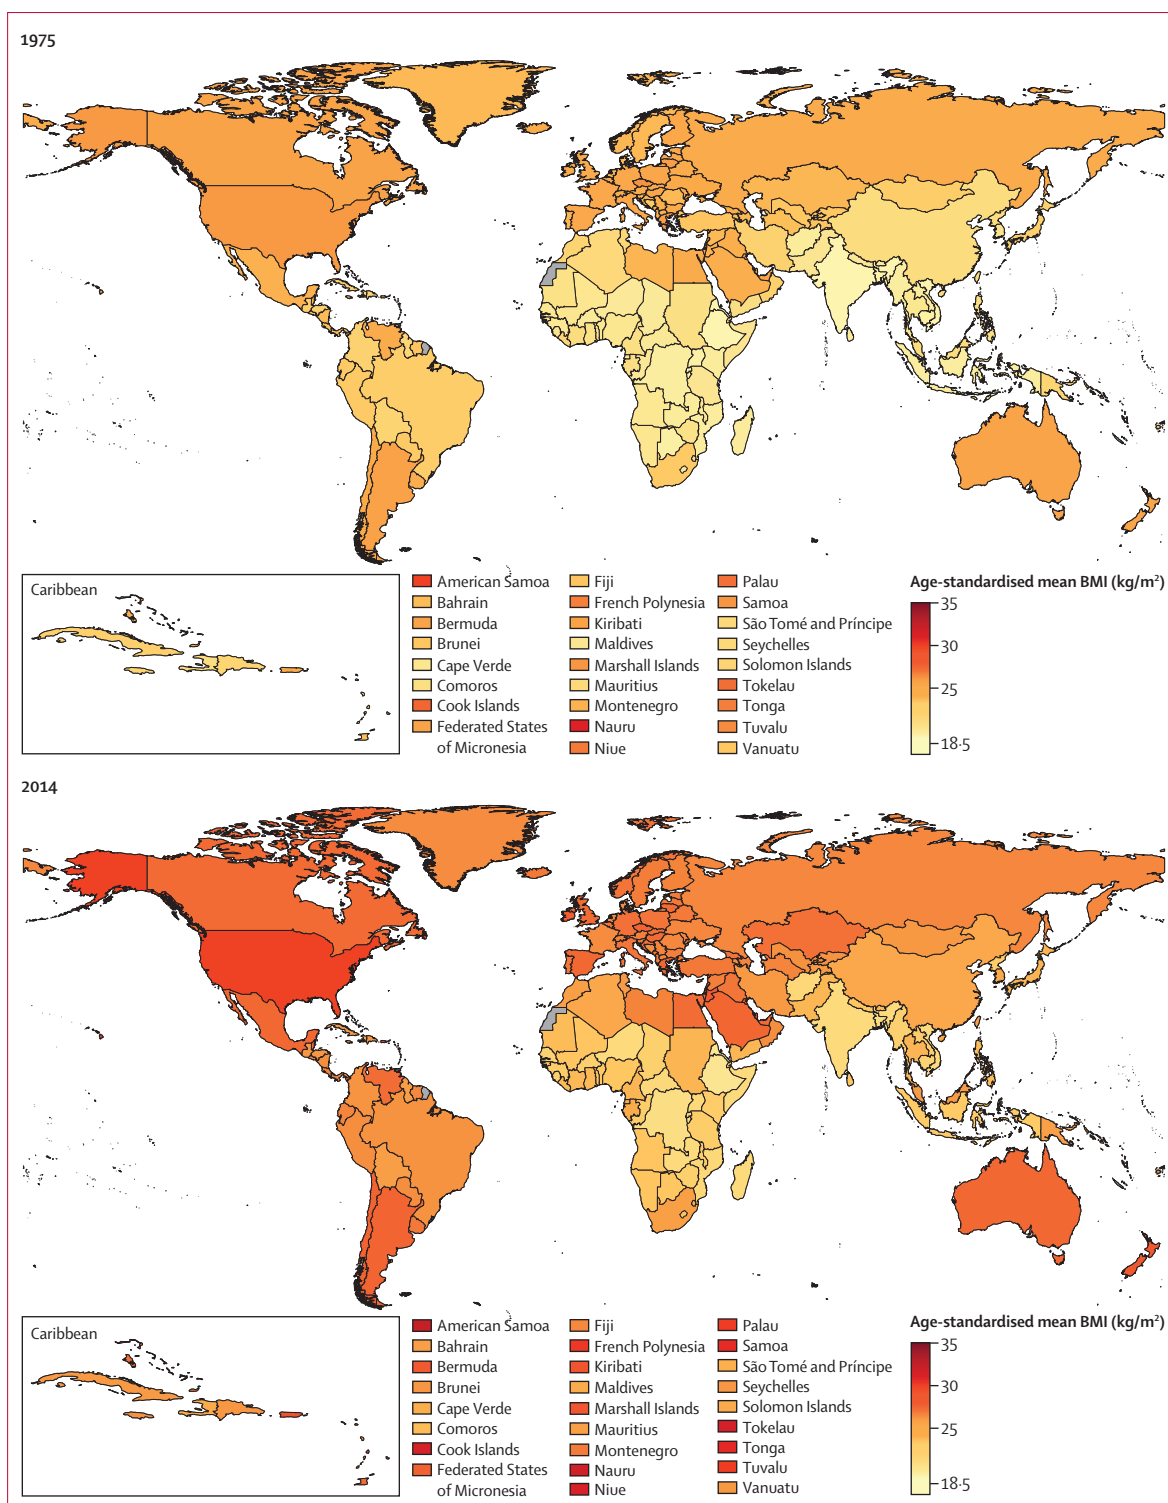 1975
Caribbean
American Samoa
Bahrain
Bermuda
Brunei
Cape Verde
Comoros
Cook Islands
Federated States
of Micronesia
Fiji
French Polynesia
Kiribati
Maldives
Marshall Islands
Mauritius
Montenegro
Nauru
Niue
Palau
Samoa
São Tomé and Príncipe
Seychelles
Solomon Islands
Tokelau
Tonga
Tuvalu
Vanuatu
Age-standardised mean BMI (kg/m²)
35
30
25
18·5
2014
Caribbean
American Samoa
Bahrain
Bermuda
Brunei
Cape Verde
Comoros
Cook Islands
Federated States
of Micronesia
Fiji
French Polynesia
Kiribati
Maldives
Marshall Islands
Mauritius
Montenegro
Nauru
Niue
Palau
Samoa
São Tomé and Príncipe
Seychelles
Solomon Islands
Tokelau
Tonga
Tuvalu
Vanuatu
Age-standardised mean BMI (kg/m²)
35
30
25
18·5